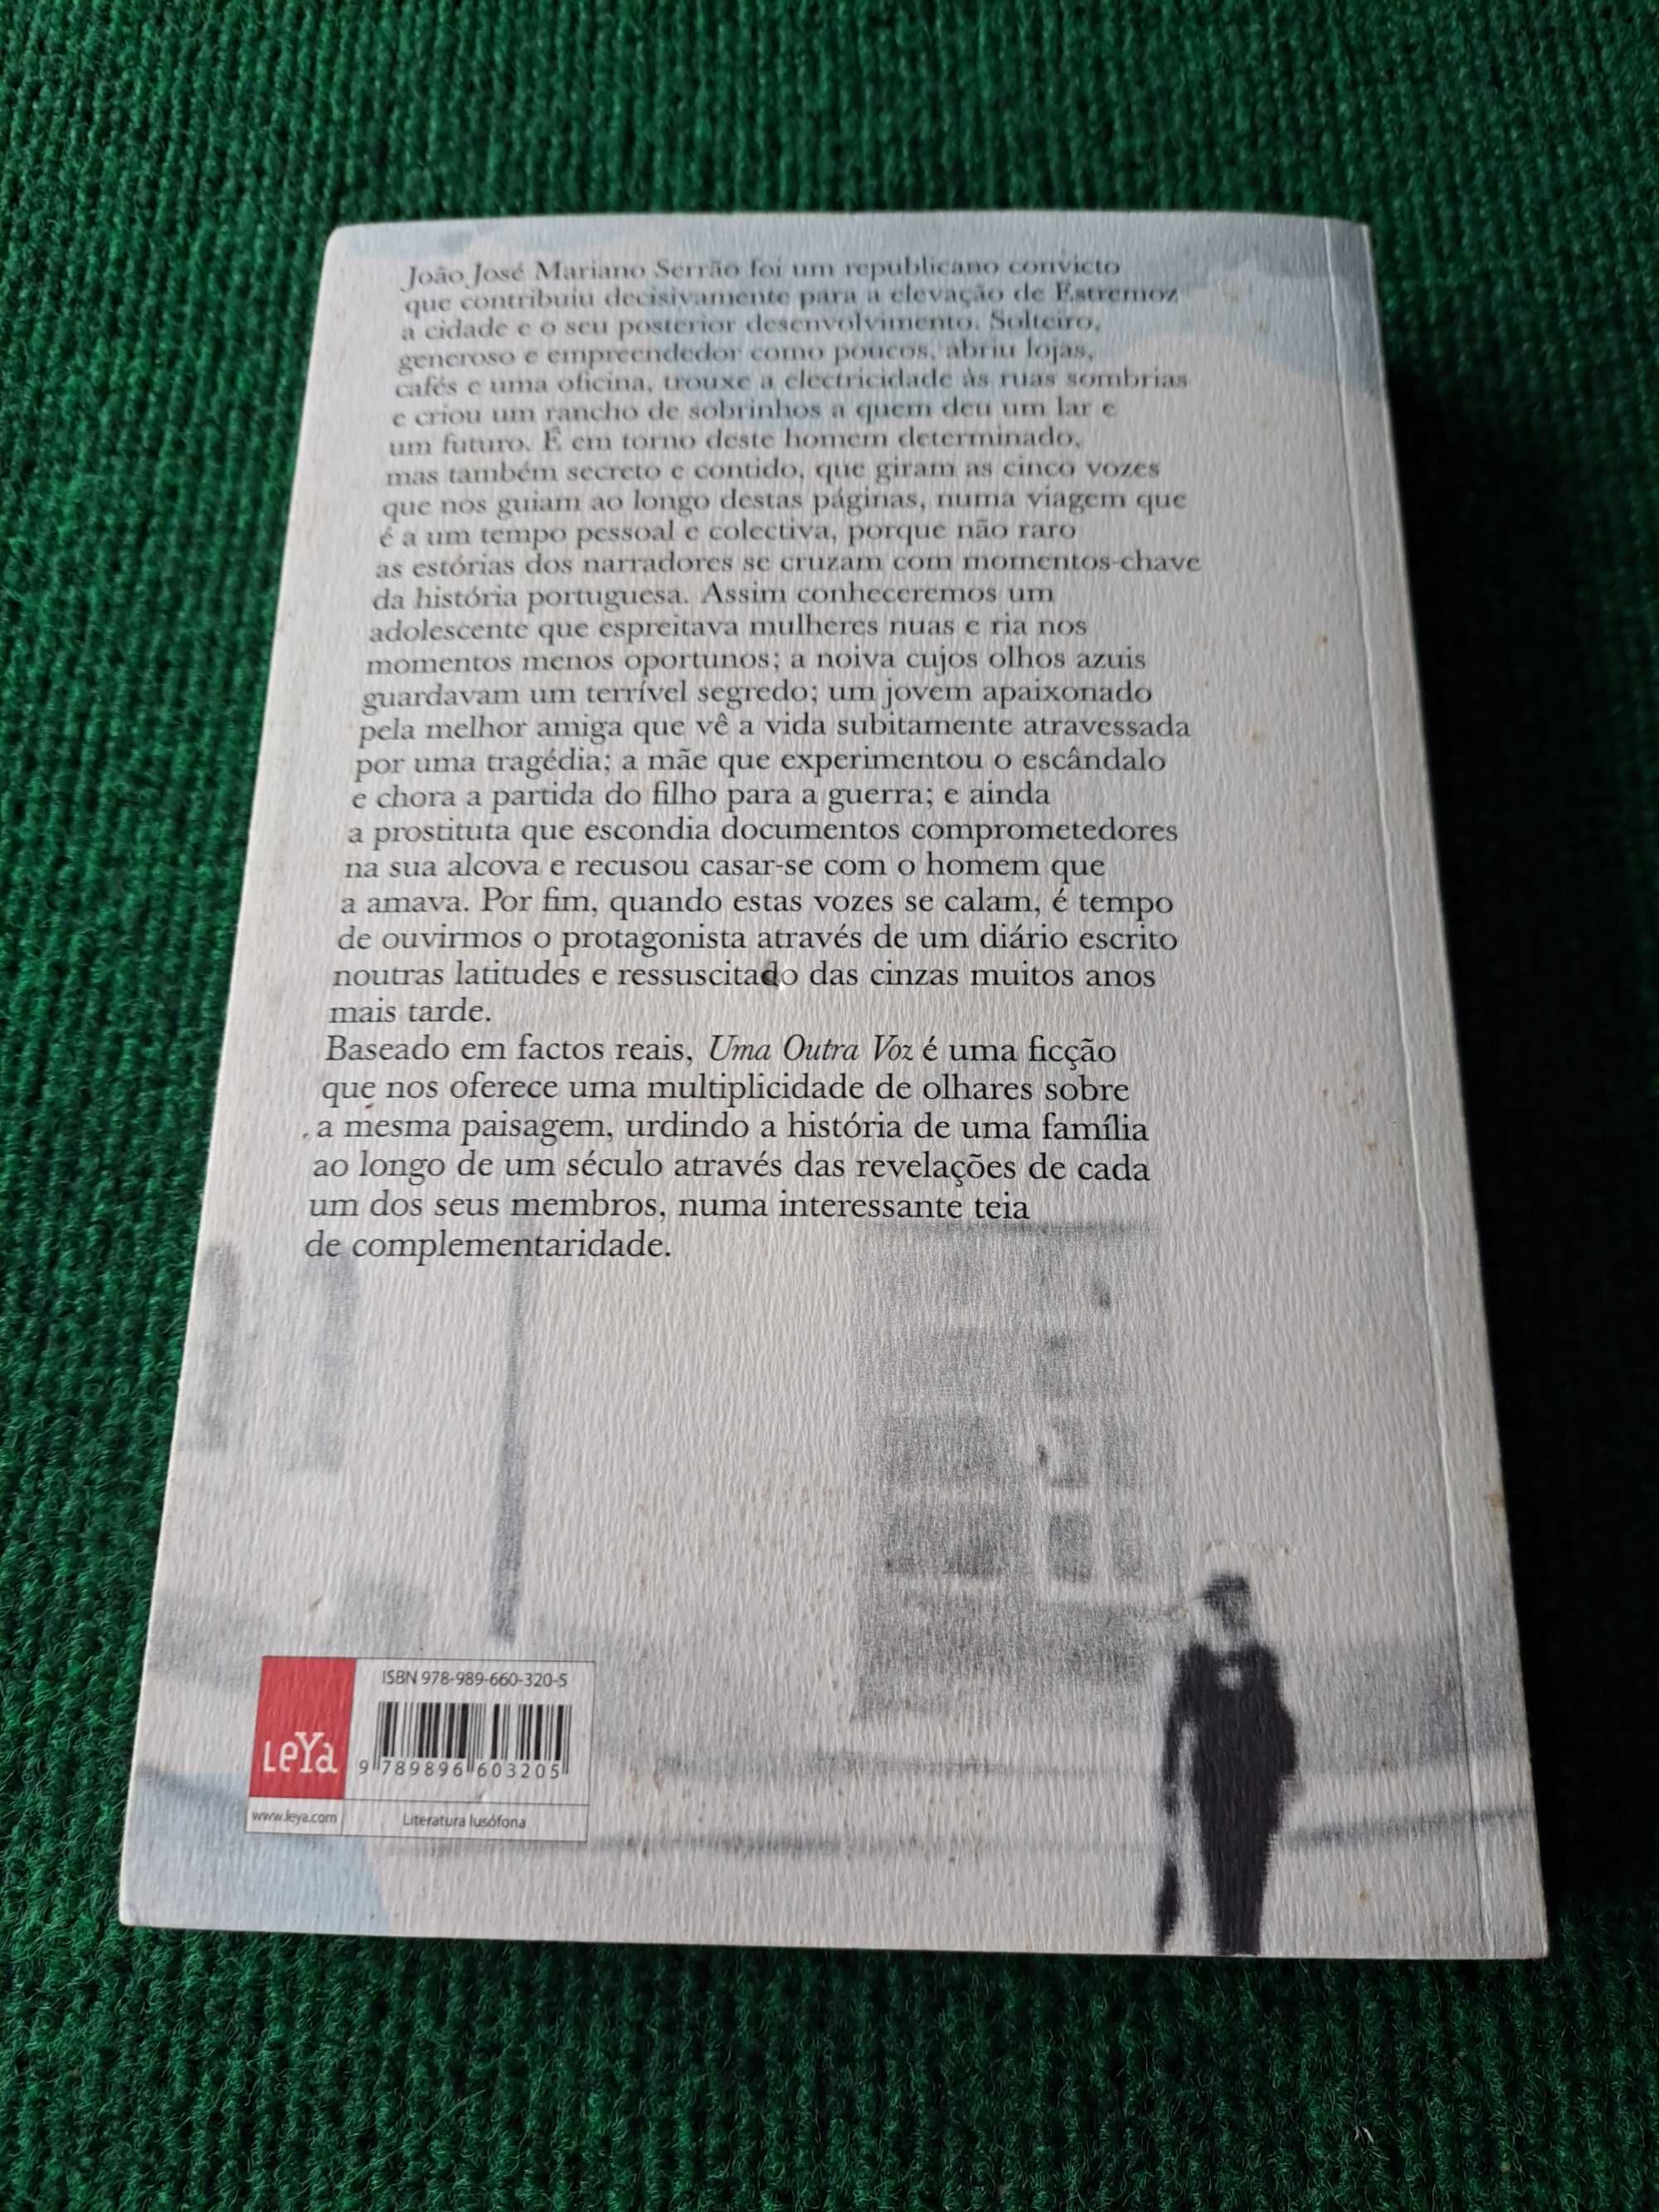 João José Mariano Serrão foi um republicano convicto
que contribuiu decisivamente para a elevação de Estremoz
a cidade e o seu posterior desenvolvimento. Solteiro,
generoso e empreendedor como poucos, abriu lojas,
cafés e uma oficina, trouxe a electricidade às ruas sombrias
e criou um rancho de sobrinhos a quem deu um lar e
um futuro. É em torno deste homem determinado,
mas também secreto e contido, que giram as cinco vozes
que nos guiam ao longo destas páginas, numa viagem que
é a um tempo pessoal e colectiva, porque não raro
as estórias dos narradores se cruzam com momentos-chave
da história portuguesa. Assim conheceremos um
adolescente que espreitava mulheres nuas e ria nos
momentos menos oportunos; a noiva cujos olhos azuis
guardavam um terrível segredo; um jovem apaixonado
pela melhor amiga que vê a vida subitamente atravessada
por uma tragédia; a mãe que experimentou o escândalo
e chora a partida do filho para a guerra; e ainda
a prostituta que escondia documentos comprometedores
na sua alcova e recusou casar-se com o homem que
a amava. Por fim, quando estas vozes se calam, é tempo
de ouvirmos o protagonista através de um diário escrito
noutras latitudes e ressuscitado das cinzas muitos anos
mais tarde.
Baseado em factos reais, Uma Outra Voz é uma ficção
que nos oferece uma multiplicidade de olhares sobre
a mesma paisagem, urdindo a história de uma família
ao longo de um século através das revelações de cada
um dos seus membros, numa interessante teia
de complementaridade.
ISBN 978-989-660-320-5
LeYa
9 789896 603205
www.leya.com
Literatura lusófona